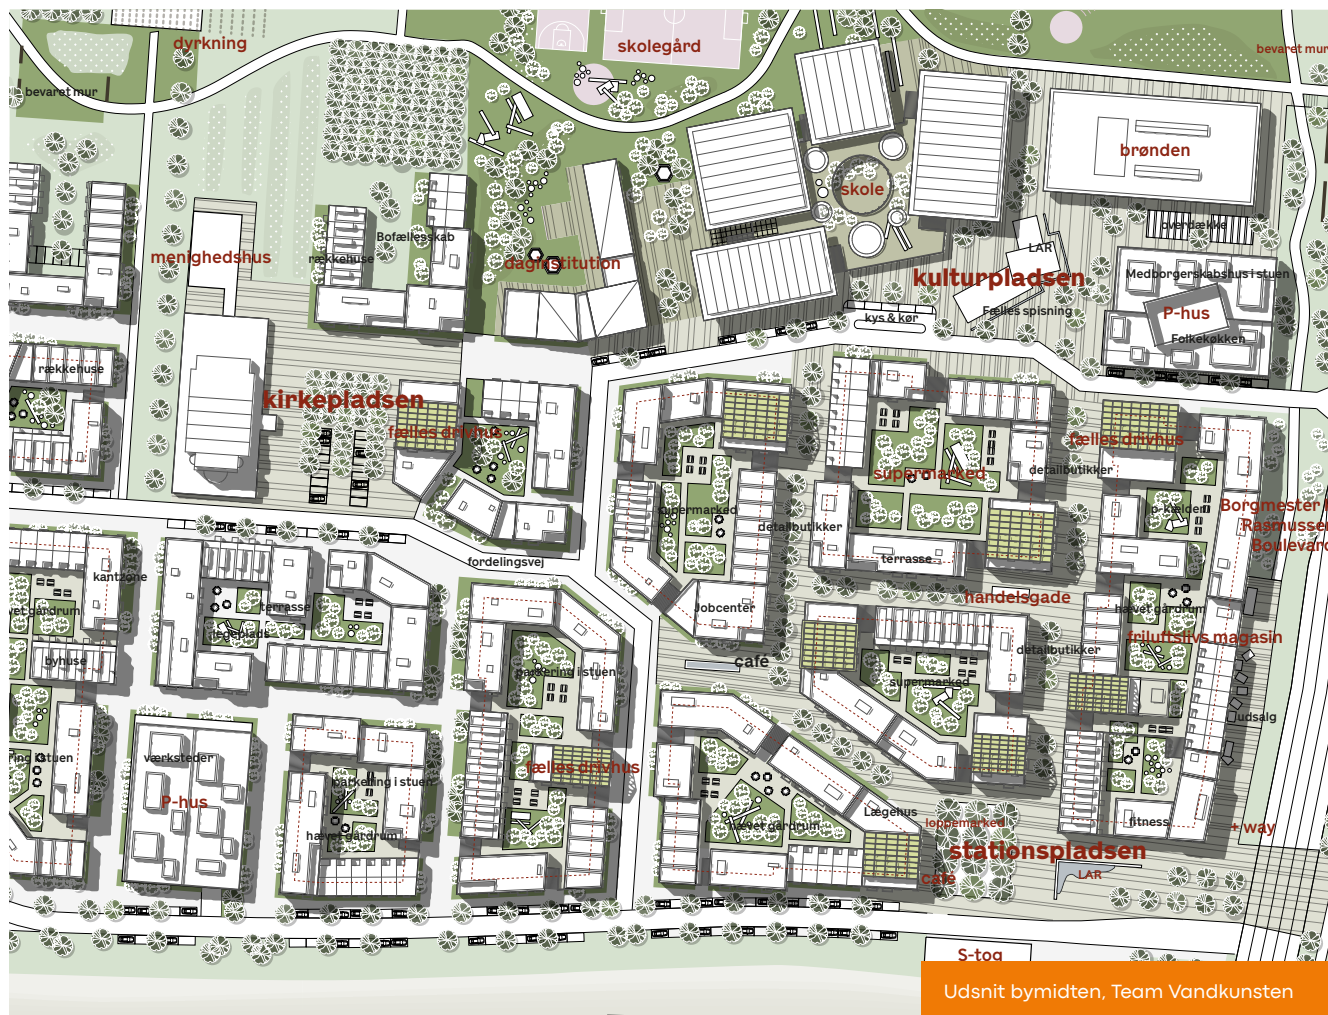 dyrkning
skolegård
bevaret mur
bevaret mur
brønden
skole
overdække
menighedshus
Bofællesskab
rækkehuse
daginstitution
LAR
kulturpladsen
Medborgerskabshus i stuen
Fælles spisning
P-hus
kys & kør
Folkekøkken
rækkehuse
kirkepladsen
fælles drivhus
fælles drivhus
supermarked
detailbutikker
supermarked
p-kælder
Borgmester
Rasmussen
Boulevard
detailbutikker
fordelingsvej
terrasse
kantzone
handelsgade
terrasse
Jobcenter
hævet gårdrum
legeplads
friluftslivs magasin
detailbutikker
byhuse
café
parkering i stuen
supermarked
udsalg
værksteder
fælles drivhus
parkering i stuen
P-hus
Lægehus
loppemarked
fitness
+ way
hævet gårdrum
hævet gårdrum
stationspladsen
café
LAR
S-tog
Udsnit bymidten, Team Vandkunsten